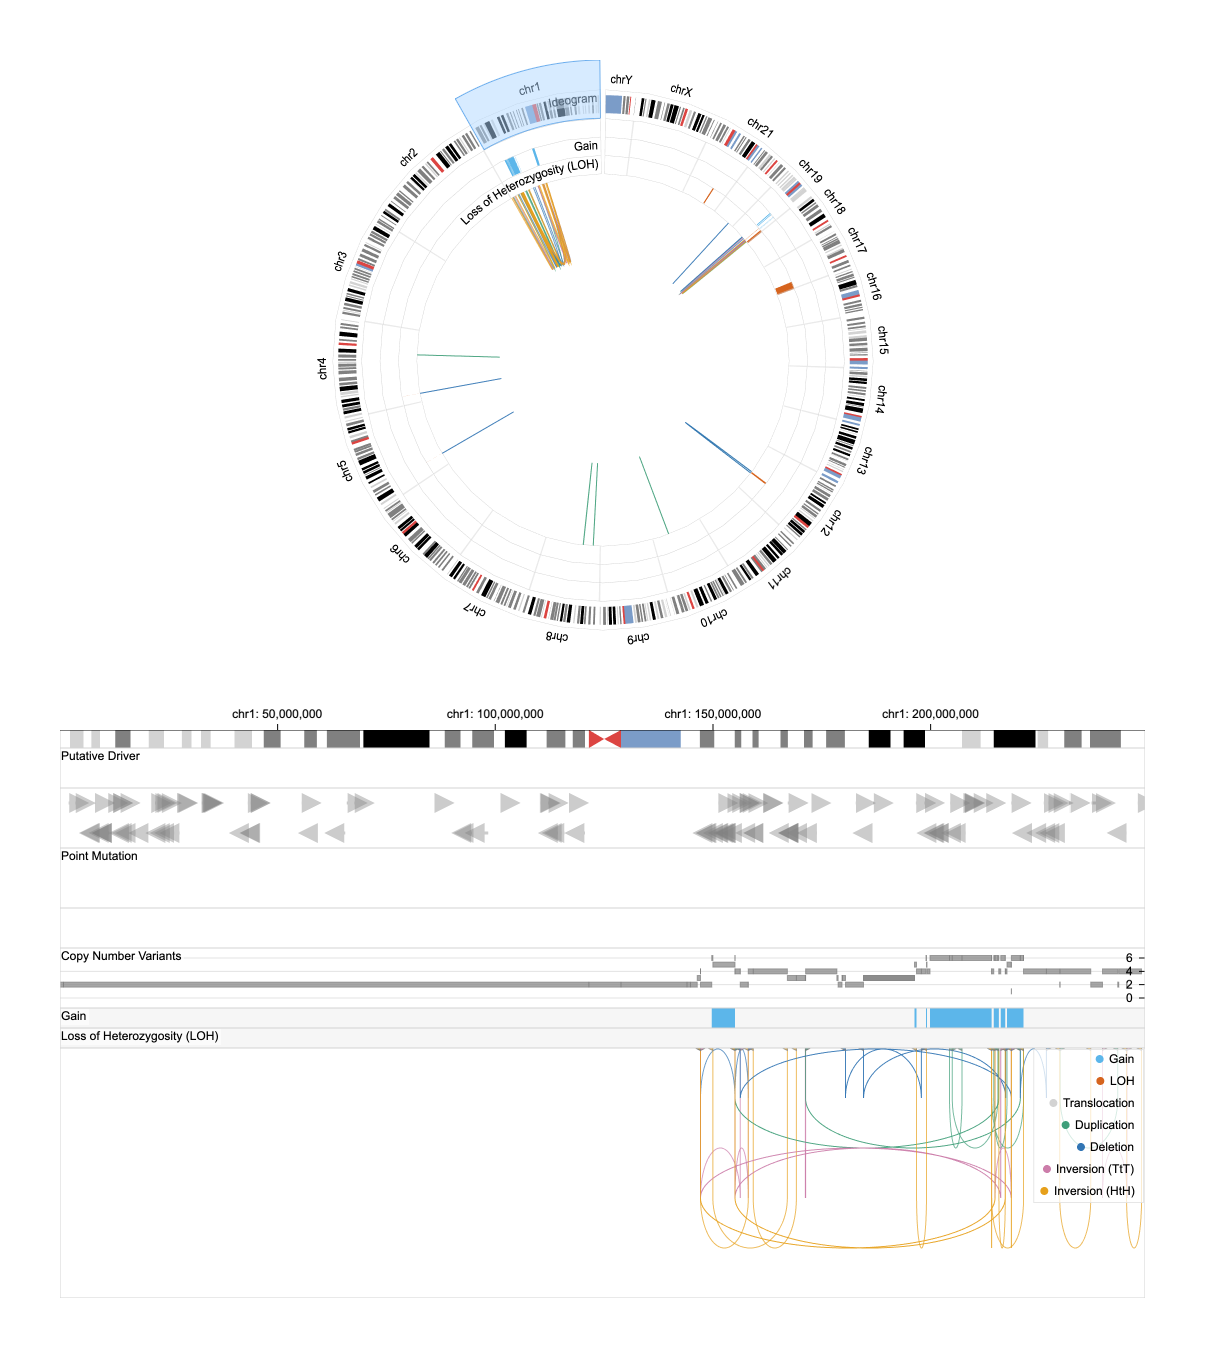 chr1
Ideogram
Gain
Loss of Heterozygosity (LOH)
chrY
chrX
chr21
chr19
chr18
chr17
chr16
chr15
chr14
chr13
chr12
chr11
chr10
chr9
chr8
chr7
chr6
chr5
chr4
chr3
chr2
chr1: 50,000,000 chr1: 100,000,000 chr1: 150,000,000 chr1: 200,000,000
Putative Driver
Point Mutation
Copy Number Variants
6
4
2
0
Gain
Loss of Heterozygosity (LOH)
Gain
LOH
Translocation
Duplication
Deletion
Inversion (TtT)
Inversion (HtH)